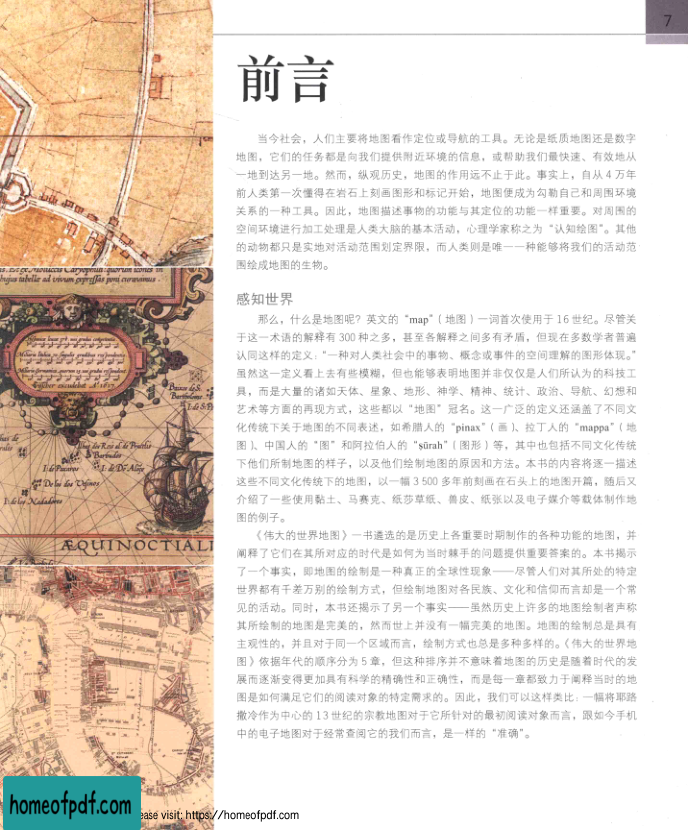 7
前言
当今社会，人们主要将地图看作定位或导航的工具。无论是纸质地图还是数字
地图，它们的任务都是向我们提供附近环境的信息，或帮助我们最快速、有效地从
一地到达另一地。然而，纵观历史，地图的作用远不止于此。事实上，自从 4 万年
前人类第一次懂得在岩石上刻画图形和标记开始，地图便成为勾勒自己和周围环境
关系的一种工具。因此，地图描述事物的功能与其定位的功能一样重要。对周围的
空间环境进行加工处理是人类大脑的基本活动，心理学家称之为“认知绘图”。其他
的动物都只是实地对活动范围划定界限，而人类则是唯一一种能够将我们的活动范
围绘成地图的生物。
感知世界
那么，什么是地图呢？英文的“map”（地图）一词首次使用于 16 世纪。尽管关
于这一术语的解释有 300 种之多，甚至各解释之间多有矛盾，但现在多数学者普遍
认同这样的定义：“一种对人类社会中的事物、概念或事件的空间理解的图形体现。”
虽然这一定义看上去有些模糊，但也能够表明地图并非仅仅是人们所认为的科技工
具，而是大量的诸如天体、星象、地形、神学、精神、统计、政治、导航、幻想和
艺术等方面的再现方式，这些都以“地图”冠名。这一广泛的定义还涵盖了不同文
化传统下关于地图的不同表述，如希腊人的“pinax”（画）、拉丁人的“mappa”（地
图）、中国人的“图”和阿拉伯人的“sūrah”（图形）等，其中也包括不同文化传统
下他们所制地图的样子，以及他们绘制地图的原因和方法。本书的内容将逐一描述
这些不同文化传统下的地图，以一幅 3 500 多年前刻画在石头上的地图开篇，随后又
介绍了一些使用黏土、马赛克、纸莎草纸、兽皮、纸张以及电子媒介等载体制作地
图的例子。
《伟大的世界地图》一书遴选的是历史上各重要时期制作的各种功能的地图，并
阐释了它们在其所对应的时代是如何为当时棘手的问题提供重要答案的。本书揭示
了一个事实，即地图的绘制是一种真正的全球性现象——尽管人们对其所处的特定
世界都有千差万别的绘制方式，但绘制地图对各民族、文化和信仰而言却是一个常
见的活动。同时，本书还揭示了另一个事实——虽然历史上许多的地图绘制者声称
其所绘制的地图是完美的，然而世上并没有一幅完美的地图。地图的绘制总是具有
主观性的，并且对于同一个区域而言，绘制方式也总是多种多样的。《伟大的世界地
图》依据年代的顺序分为 5 章，但这种排序并不意味着地图的历史是随着时代的发
展而逐渐变得更加具有科学的精确性和正确性，而是每一章都致力于阐释当时的地
图是如何满足它们的阅读对象的特定需求的。因此，我们可以这样类比：一幅将耶路
撒冷作为中心的 13 世纪的宗教地图对于它所针对的最初阅读对象而言，跟如今手机
中的电子地图对于经常查阅它的我们而言，是一样的“准确”。
ÆQUINOCTIALI
homeofpdf.com
ease visit: https://homeofpdf.com